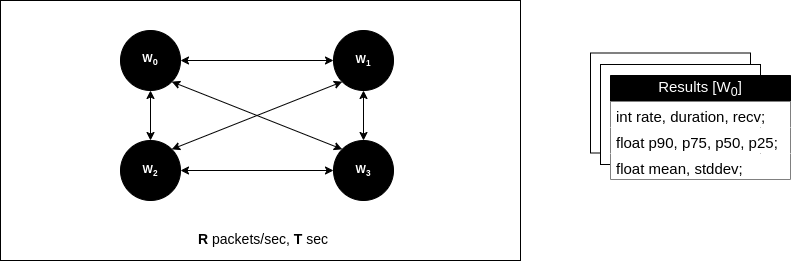 W0
W1
W2
W3
R packets/sec, T sec
Results [W0]
int rate, duration, recv;
float p90, p75, p50, p25;
float mean, stddev;